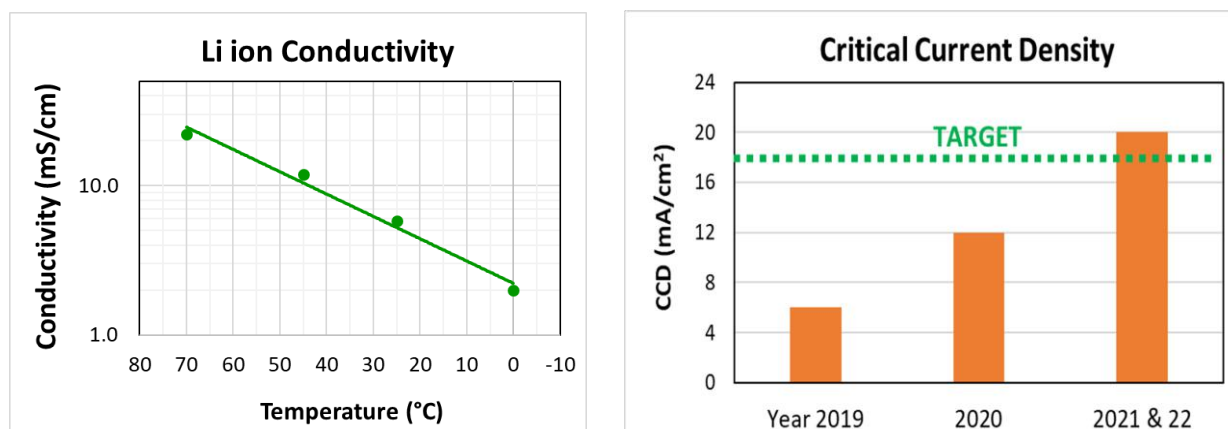 Li ion Conductivity
Conductivity (mS/cm)
10.0
1.0
80 70 60 50 40 30 20 10 0 -10
Temperature (°C)
Critical Current Density
CCD (mA/cm²)
24
20
16
12
8
4
0
TARGET
Year 2019 2020 2021 & 22